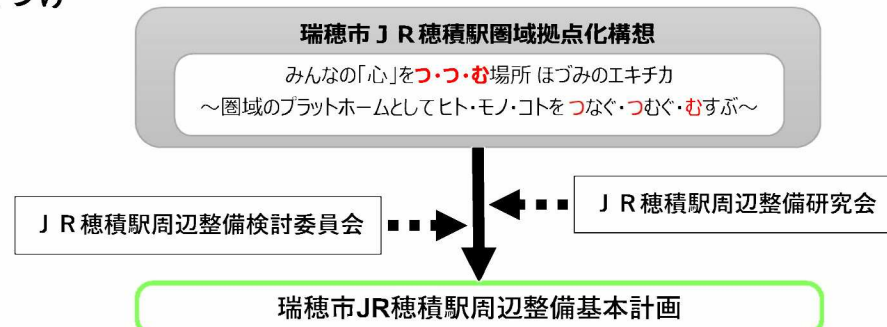 瑞穂市ＪＲ穂積駅圏域拠点化構想
みんなの「心」をつ・つ・む場所 ほづみのエキチカ
～圏域のプラットホームとしてヒト・モノ・コトを つなぐ・つむぐ・むすぶ～
ＪＲ穂積駅周辺整備研究会
ＪＲ穂積駅周辺整備検討委員会
瑞穂市JR穂積駅周辺整備基本計画